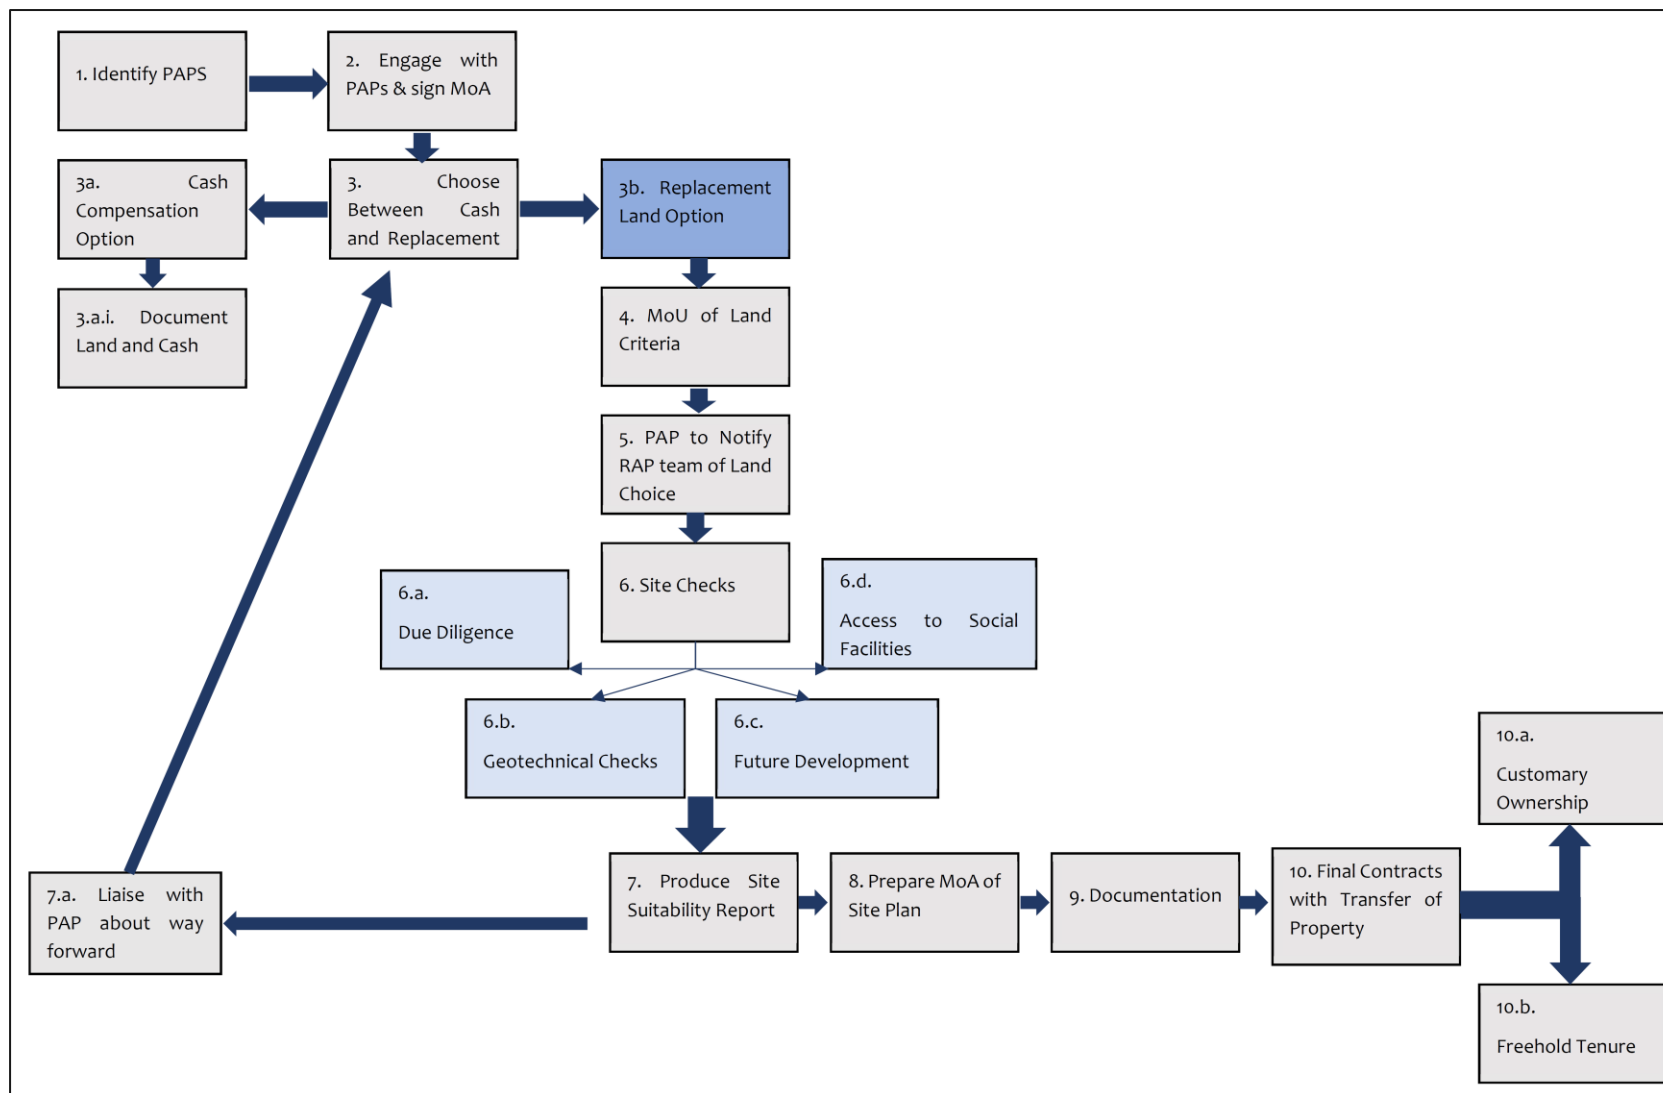 1. Identify PAPS
2. Engage with
PAPs & sign MoA
3a. Cash
Compensation
Option
3. Choose
Between Cash
and Replacement
3b. Replacement
Land Option
3.a.i. Document
Land and Cash
4. MoU of Land
Criteria
5. PAP to Notify
RAP team of Land
Choice
6. Site Checks
6.a.
Due Diligence
6.d.
Access to Social
Facilities
6.b.
Geotechnical Checks
6.c.
Future Development
7.a. Liaise with
PAP about way
forward
7. Produce Site
Suitability Report
8. Prepare MoA of
Site Plan
9. Documentation
10. Final Contracts
with Transfer of
Property
10.a.
Customary
Ownership
10.b.
Freehold Tenure